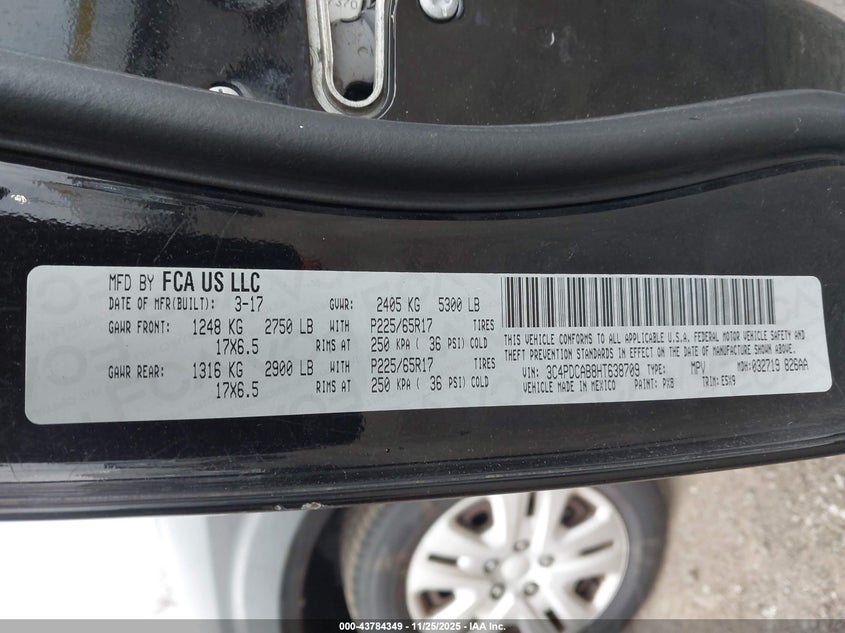 370
MFD BY FCA US LLC
DATE OF MFR(BUILT): 3-17 GVWR: 2405 KG 5300 LB
GAWR FRONT: 1248 KG 2750 LB WITH P225/65R17 TIRES
17X6.5 RIMS AT 250 KPA ( 36 PSI) COLD
GAWR REAR: 1316 KG 2900 LB WITH P225/65R17 TIRES
17X6.5 RIMS AT 250 KPA ( 36 PSI) COLD
THIS VEHICLE CONFORMS TO ALL APPLICABLE U.S.A. FEDERAL MOTOR VEHICLE SAFETY AND
THEFT PREVENTION STANDARDS IN EFFECT ON THE DATE OF MANUFACTURE SHOWN ABOVE.
VIN: 3C4PDCAB8HT638709 TYPE: MPV MDH:032719 826AA
VEHICLE MADE IN MEXICO PAINT: PX8 TRIM: E5X9
000-43784349 - 11/25/2025 - IAA, Inc.